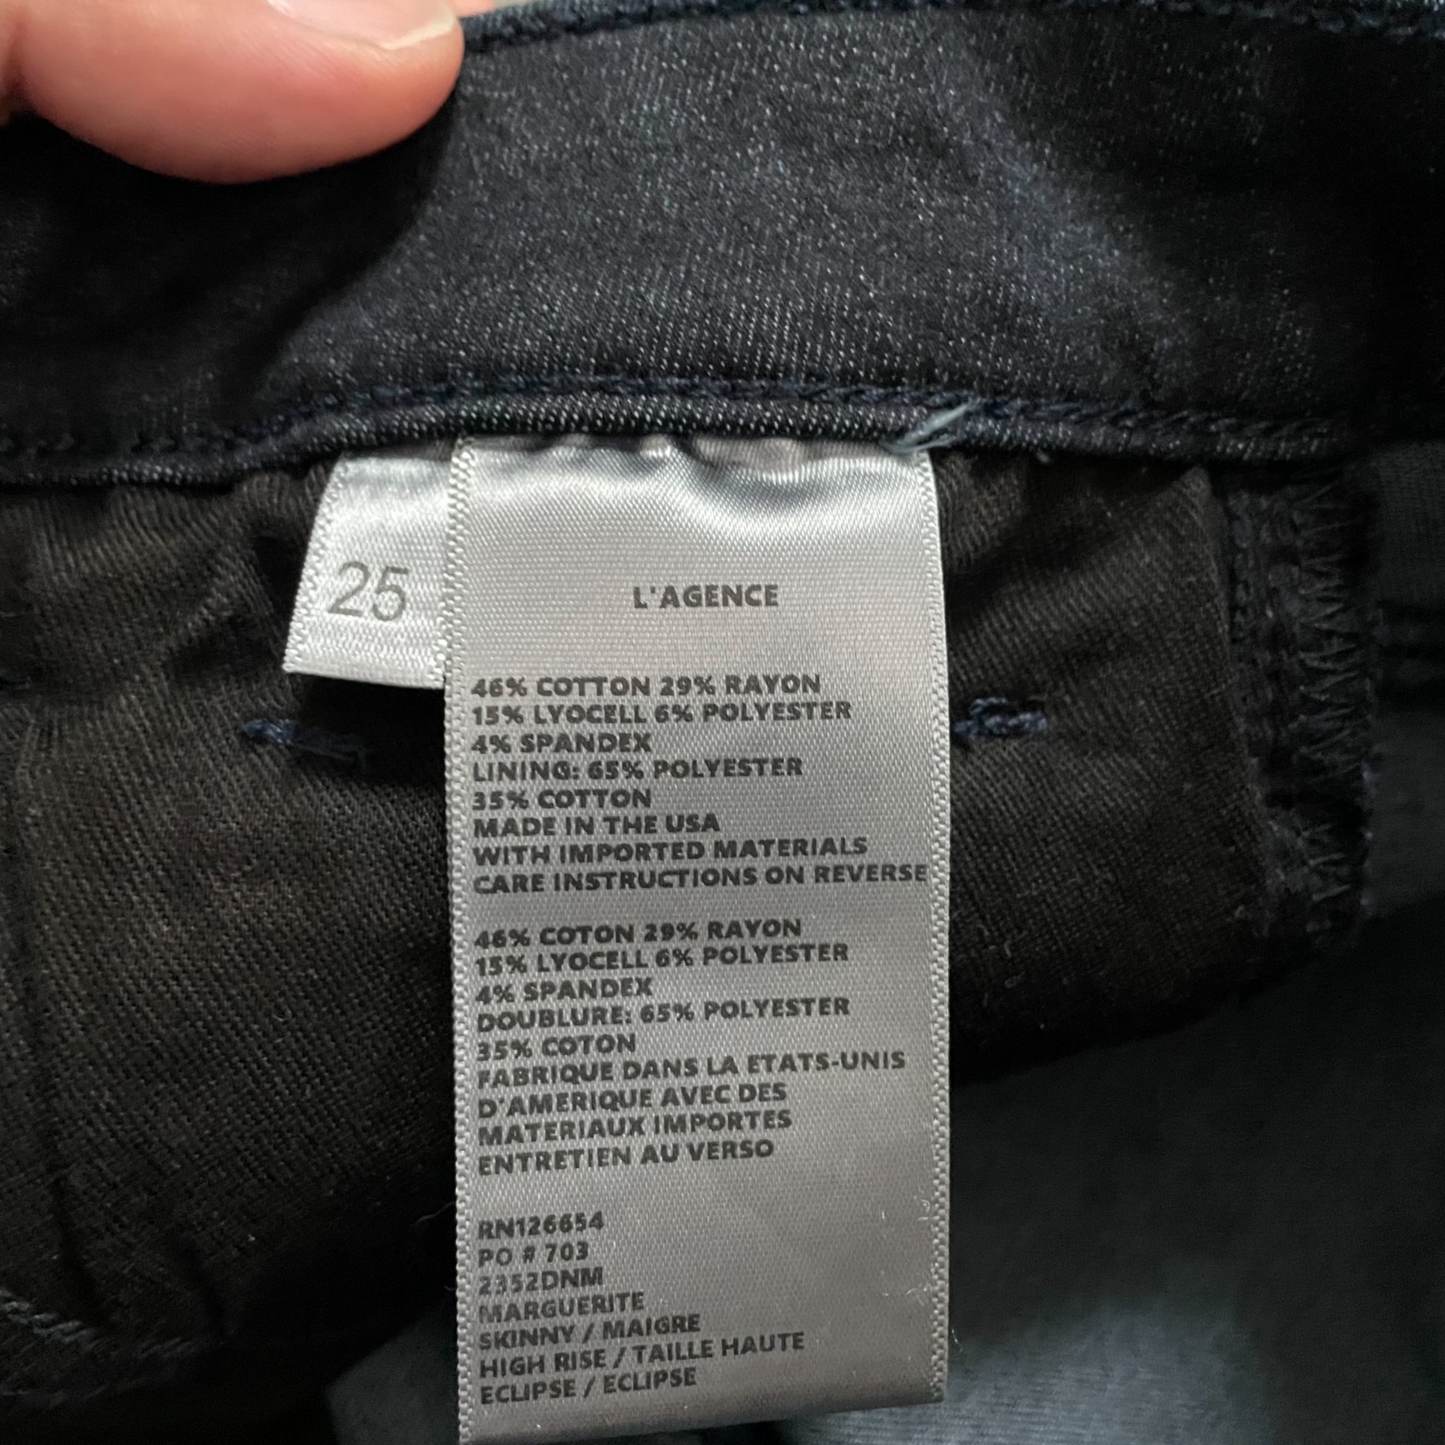 25
L'AGENCE
46% COTTON 29% RAYON
15% LYOCELL 6% POLYESTER
4% SPANDEX
LINING: 65% POLYESTER
35% COTTON
MADE IN THE USA
WITH IMPORTED MATERIALS
CARE INSTRUCTIONS ON REVERSE
46% COTON 29% RAYON
15% LYOCELL 6% POLYESTER
4% SPANDEX
DOUBLURE: 65% POLYESTER
35% COTON
FABRIQUE DANS LA ETATS-UNIS
D'AMERIQUE AVEC DES
MATERIAUX IMPORTES
ENTRETIEN AU VERSO
RN126654
PO # 703
2352DNM
MARGUERITE
SKINNY / MAIGRE
HIGH RISE / TAILLE HAUTE
ECLIPSE / ECLIPSE